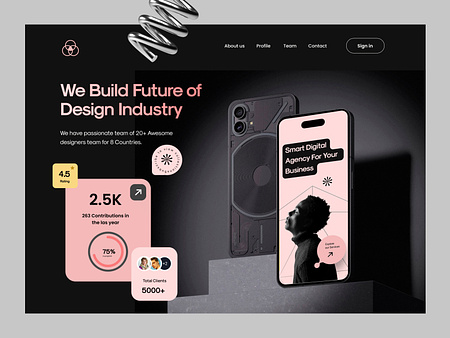 About us
Profile
Team
Contact
Sign in
We Build Future of
Design Industry
We have passionate team of 20+ Awesome
designers team for 8 Countries.
4.5
Rating
2.5K
263 Contributions in
the las year
75%
+2
Total Clients
5000+
Smart Digital
Agency For Your
Business
Explore
our Services